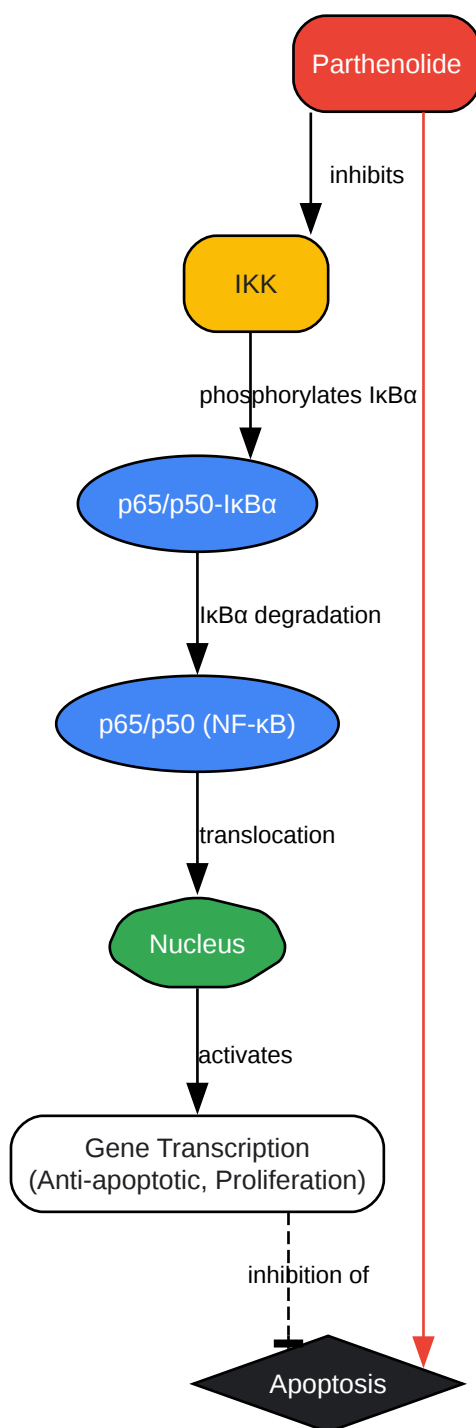 Parthenolide
inhibits
IKK
phosphorylates IκBα
p65/p50-IκBα
IκBα degradation
p65/p50 (NF-κB)
translocation
Nucleus
activates
Gene Transcription
(Anti-apoptotic, Proliferation)
inhibition of
Apoptosis